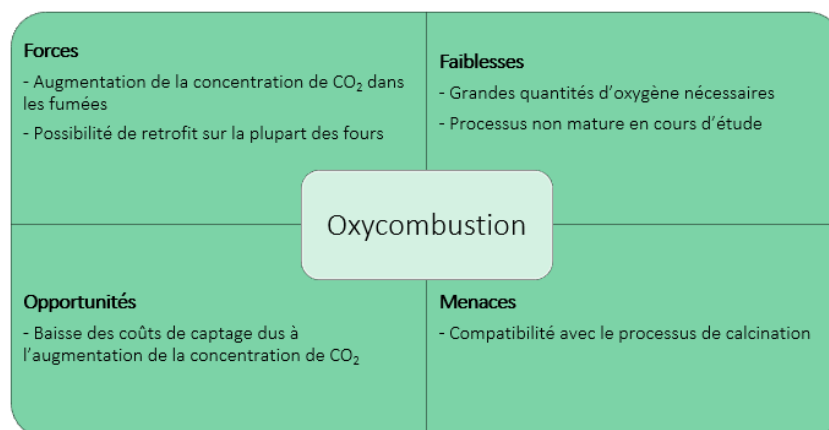 Forces
- Augmentation de la concentration de CO₂ dans
les fumées
- Possibilité de retrofit sur la plupart des fours
Faiblesses
- Grandes quantités d’oxygène nécessaires
- Processus non mature en cours d’étude
Oxycombustion
Opportunités
- Baisse des coûts de captage dus à
l’augmentation de la concentration de CO₂
Menaces
- Compatibilité avec le processus de calcination